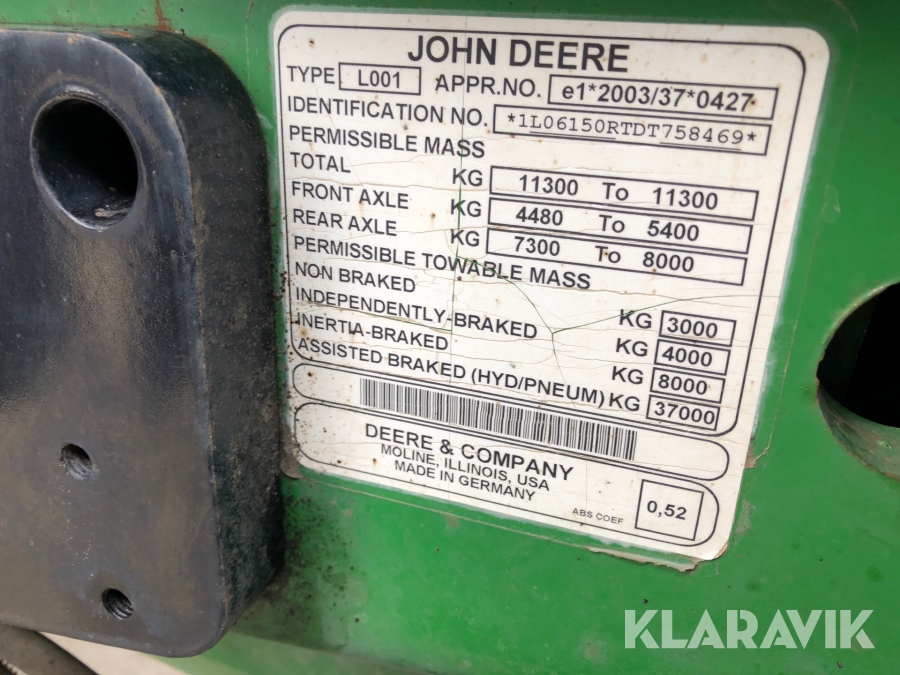 JOHN DEERE
TYPE L001 APPR.NO. e1*2003/37*0427
IDENTIFICATION NO. *1L06150RTDT758469*
PERMISSIBLE MASS
TOTAL KG 11300 To 11300
FRONT AXLE KG 4480 To 5400
REAR AXLE KG 7300 To 8000
PERMISSIBLE TOWABLE MASS
NON BRAKED KG 3000
INDEPENDENTLY-BRAKED KG 4000
INERTIA-BRAKED KG 8000
ASSISTED BRAKED (HYD/PNEUM) KG 37000
DEERE & COMPANY
MOLINE, ILLINOIS, USA
MADE IN GERMANY
ABS COEF 0,52
KLARAVIK